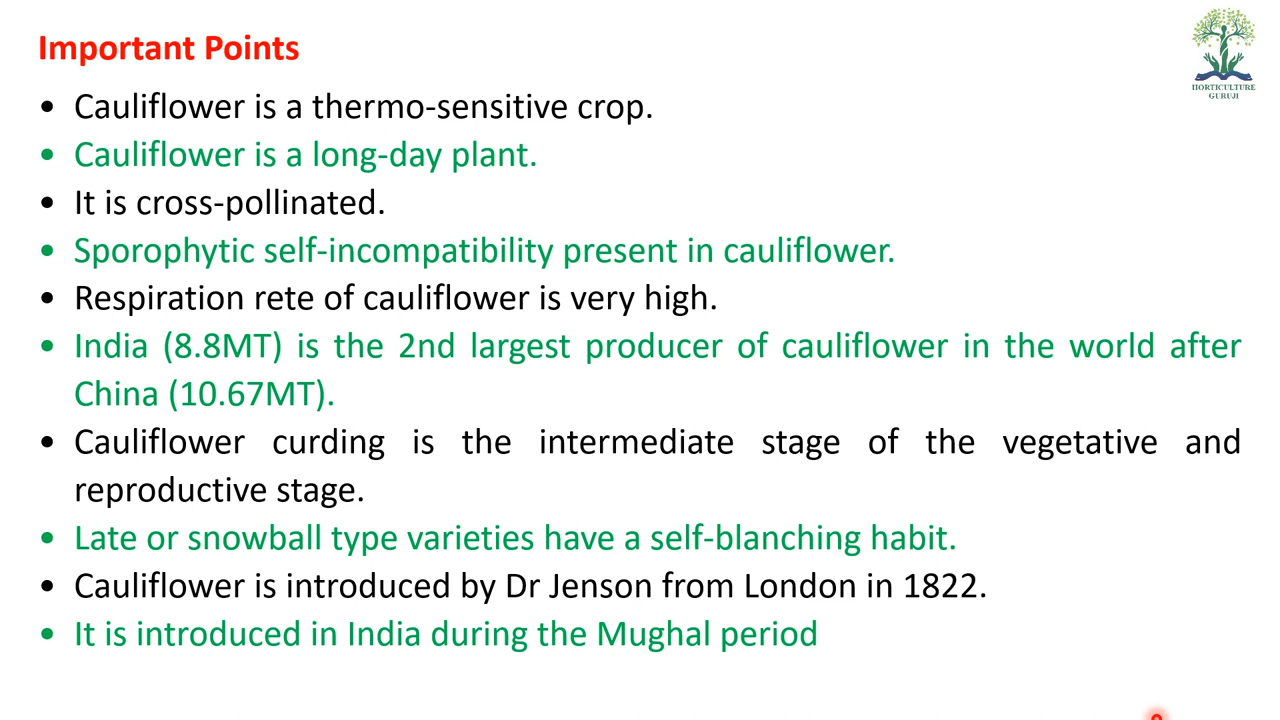 Important Points
HORTICULTURE
GURUJI
• Cauliflower is a thermo-sensitive crop.
• Cauliflower is a long-day plant.
• It is cross-pollinated.
• Sporophytic self-incompatibility present in cauliflower.
• Respiration rete of cauliflower is very high.
• India (8.8MT) is the 2nd largest producer of cauliflower in the world after
China (10.67MT).
• Cauliflower curding is the intermediate stage of the vegetative and
reproductive stage.
• Late or snowball type varieties have a self-blanching habit.
• Cauliflower is introduced by Dr Jenson from London in 1822.
• It is introduced in India during the Mughal period